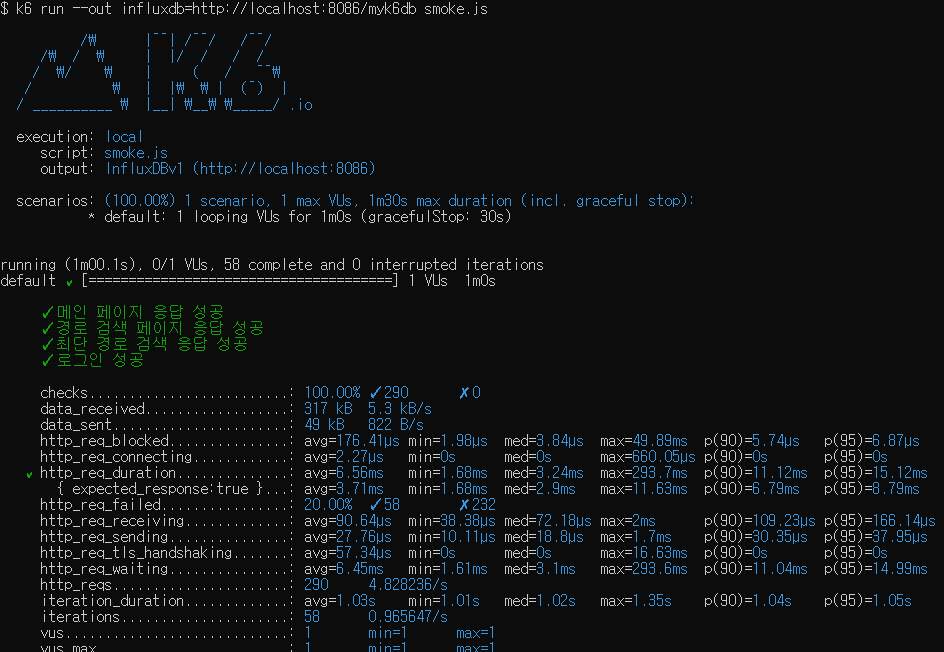 $ k6 run --out influxdb=http://localhost:8086/myk6db smoke.js
/₩ |‾‾| /‾‾/ /‾‾/
/₩ / ₩ | |/ / / /
/ ₩/ ₩ | ( / ‾‾₩
/ ₩ | |₩ ₩ | (‾) |
/ __________ ₩ |__| ₩__₩ ₩_____/ .io
execution: local
script: smoke.js
output: InfluxDBv1 (http://localhost:8086)
scenarios: (100.00%) 1 scenario, 1 max VUs, 1m30s max duration (incl. graceful stop):
* default: 1 looping VUs for 1m0s (gracefulStop: 30s)
running (1m00.1s), 0/1 VUs, 58 complete and 0 interrupted iterations
default ✓ [======================================] 1 VUs 1m0s
✓메인 페이지 응답 성공
✓경로 검색 페이지 응답 성공
✓최단 경로 검색 응답 성공
✓로그인 성공
checks.........................: 100.00% ✓290 ✗0
data_received..................: 317 kB 5.3 kB/s
data_sent......................: 49 kB 822 B/s
http_req_blocked...............: avg=176.41µs min=1.98µs med=3.84µs max=49.89ms p(90)=5.74µs p(95)=6.87µs
http_req_connecting............: avg=2.27µs min=0s med=0s max=660.05µs p(90)=0s p(95)=0s
✓ http_req_duration..............: avg=6.56ms min=1.68ms med=3.24ms max=293.7ms p(90)=11.12ms p(95)=15.12ms
{ expected_response:true }...: avg=3.71ms min=1.68ms med=2.9ms max=11.63ms p(90)=6.79ms p(95)=8.79ms
http_req_failed................: 20.00% ✓58 ✗232
http_req_receiving.............: avg=90.64µs min=38.38µs med=72.18µs max=2ms p(90)=109.23µs p(95)=166.14µs
http_req_sending...............: avg=27.76µs min=10.11µs med=18.8µs max=1.7ms p(90)=30.35µs p(95)=37.95µs
http_req_tls_handshaking.......: avg=57.34µs min=0s med=0s max=16.63ms p(90)=0s p(95)=0s
http_req_waiting...............: avg=6.45ms min=1.61ms med=3.1ms max=293.6ms p(90)=11.04ms p(95)=14.99ms
http_reqs......................: 290 4.828236/s
iteration_duration.............: avg=1.03s min=1.01s med=1.02s max=1.35s p(90)=1.04s p(95)=1.05s
iterations.....................: 58 0.965647/s
vus............................: 1 min=1 max=1
vus_max........................: 1 min=1 max=1